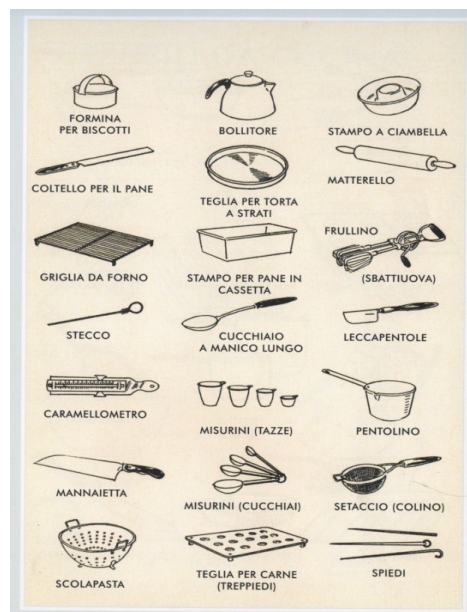 FORMINA
PER BISCOTTI
BOLLITORE
STAMPO A CIAMBELLA
COLTELLO PER IL PANE
TEGLIA PER TORTA
A STRATI
MATTERELLO
GRIGLIA DA FORNO
STAMPO PER PANE IN
CASSETTA
FRULLINO
(SBATTIUOVA)
STECCO
CUCCHIAIO
A MANICO LUNGO
LECCAPENTOLE
CARAMELLOMETRO
MISURINI (TAZZE)
PENTOLINO
MANNAIETTA
MISURINI (CUCCHIAI)
SETACCIO (COLINO)
SCOLAPASTA
TEGLIA PER CARNE
(TREPPIEDI)
SPIEDI